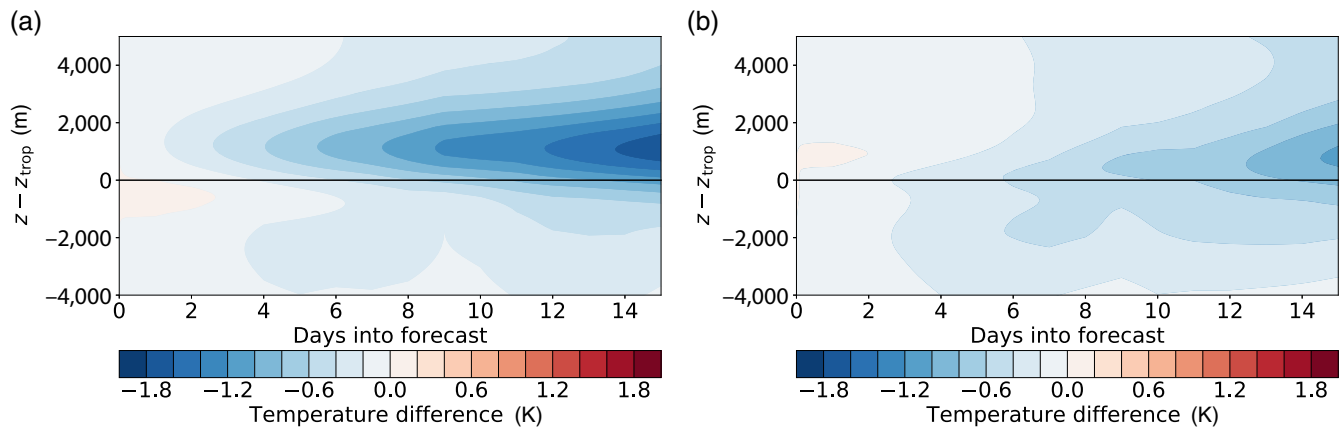 (a)
z − z_trop (m)
4,000
2,000
0
−2,000
−4,000
0 2 4 6 8 10 12 14
Days into forecast
−1.8 −1.2 −0.6 0.0 0.6 1.2 1.8
Temperature difference (K)
(b)
z − z_trop (m)
4,000
2,000
0
−2,000
−4,000
0 2 4 6 8 10 12 14
Days into forecast
−1.8 −1.2 −0.6 0.0 0.6 1.2 1.8
Temperature difference (K)